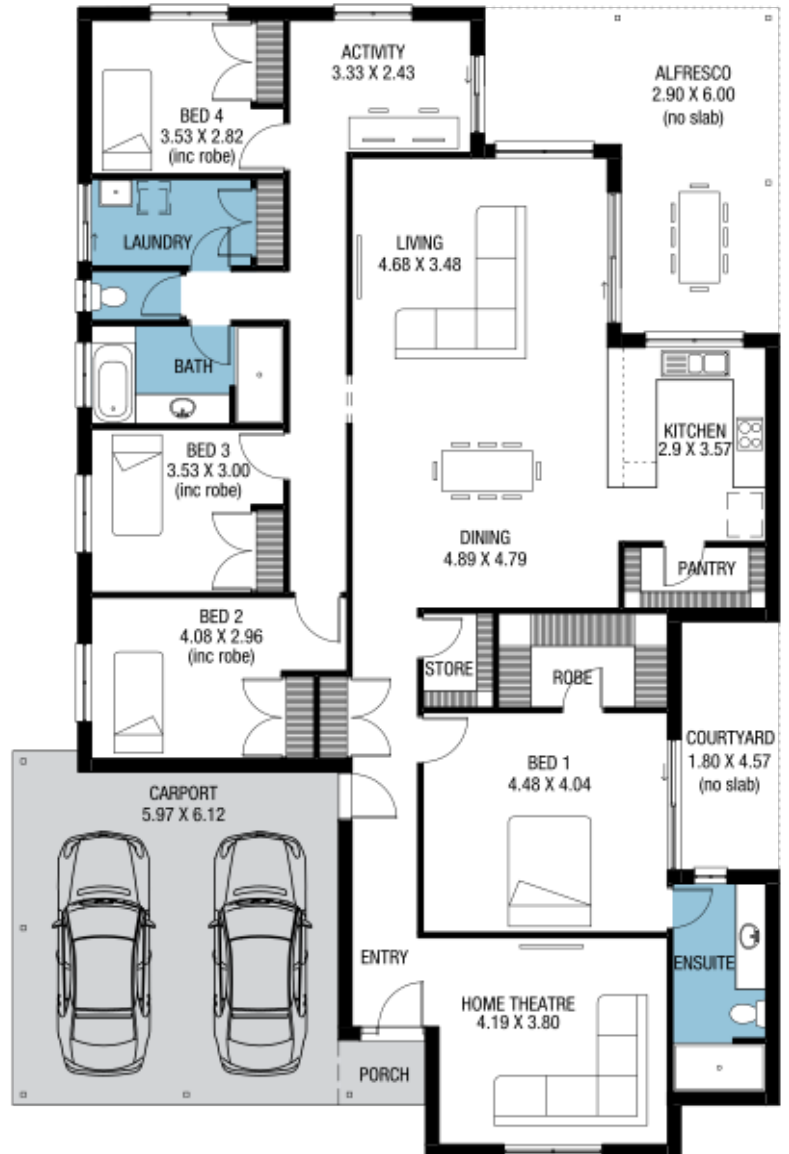 ACTIVITY
3.33 X 2.43
ALFRESCO
2.90 X 6.00
(no slab)
BED 4
3.53 X 2.82
(inc robe)
LAUNDRY
LIVING
4.68 X 3.48
BATH
KITCHEN
2.9 X 3.57
BED 3
3.53 X 3.00
(inc robe)
DINING
4.89 X 4.79
PANTRY
BED 2
4.08 X 2.96
(inc robe)
STORE
ROBE
COURTYARD
1.80 X 4.57
(no slab)
BED 1
4.48 X 4.04
CARPORT
5.97 X 6.12
ENTRY
ENSUITE
HOME THEATRE
4.19 X 3.80
PORCH